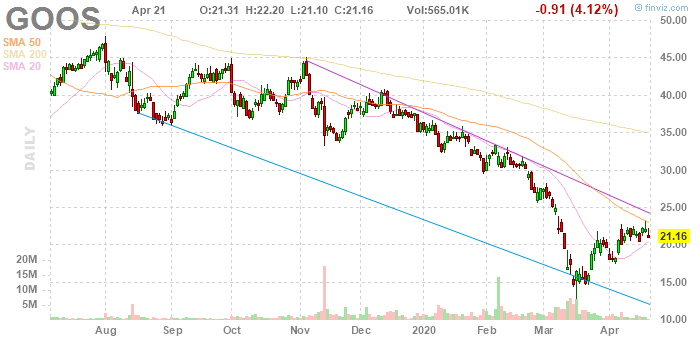 GOOS
Apr 21 O:21.31 H:22.20 L:21.10 C:21.16 Vol:565.01K -0.91 (4.12%)
© finviz.com
SMA 50
SMA 200
SMA 20
DAILY
50.00
45.00
40.00
35.00
30.00
25.00
21.16
20.00
15.00
10.00
20M
15M
10M
5M
Aug Sep Oct Nov Dec 2020 Feb Mar Apr